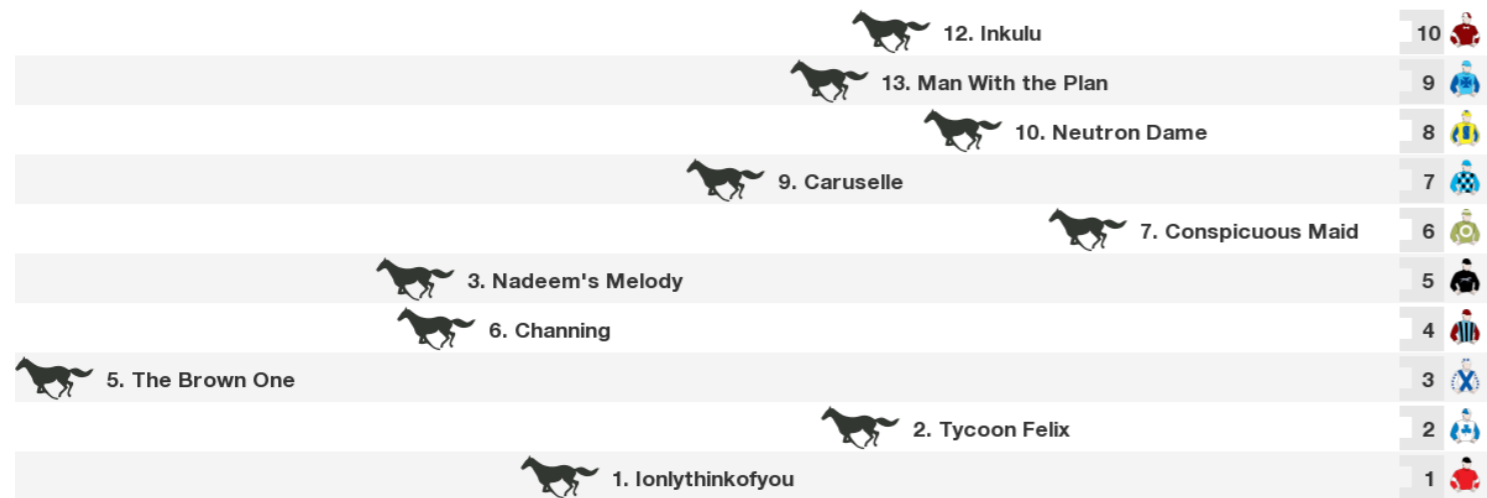 12. Inkulu 10
13. Man With the Plan 9
10. Neutron Dame 8
9. Caruselle 7
7. Conspicuous Maid 6
3. Nadeem's Melody 5
6. Channing 4
5. The Brown One 3
2. Tycoon Felix 2
1. Ionlythinkofyou 1